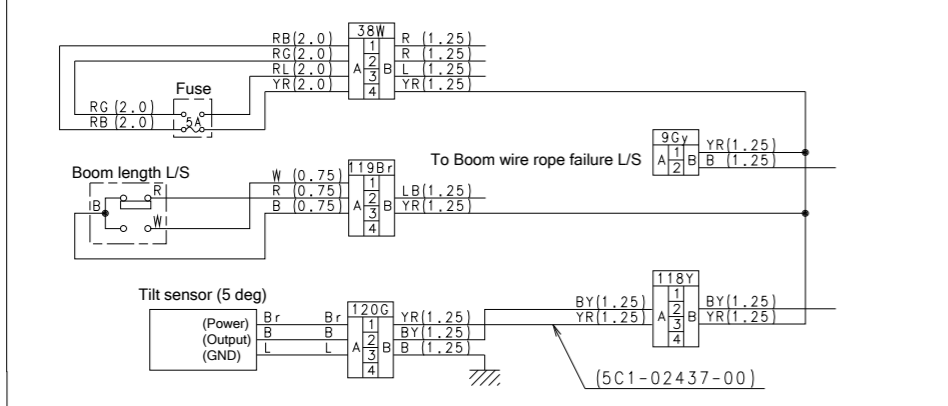 38W
RB(2.0) 1 R (1.25)
RG(2.0) 2 R (1.25)
RL(2.0) A 3 B L (1.25)
YR(2.0) 4 YR(1.25)
Fuse
RG (2.0)
RB (2.0) 5A
9Gy
To Boom wire rope failure L/S A 1 B YR(1.25)
2 B (1.25)
Boom length L/S
119Br
W (0.75) 1
R R (0.75) 2 LB(1.25)
B B (0.75) A 3 B YR(1.25)
W 4
118Y
Tilt sensor (5 deg)
1
BY(1.25) 2 BY(1.25)
YR(1.25) A 3 B YR(1.25)
4
120G
(Power) Br Br 1 YR(1.25)
(Output) B B 2 BY(1.25)
(GND) L L A 3 B B (1.25)
4
(5C1-02437-00)